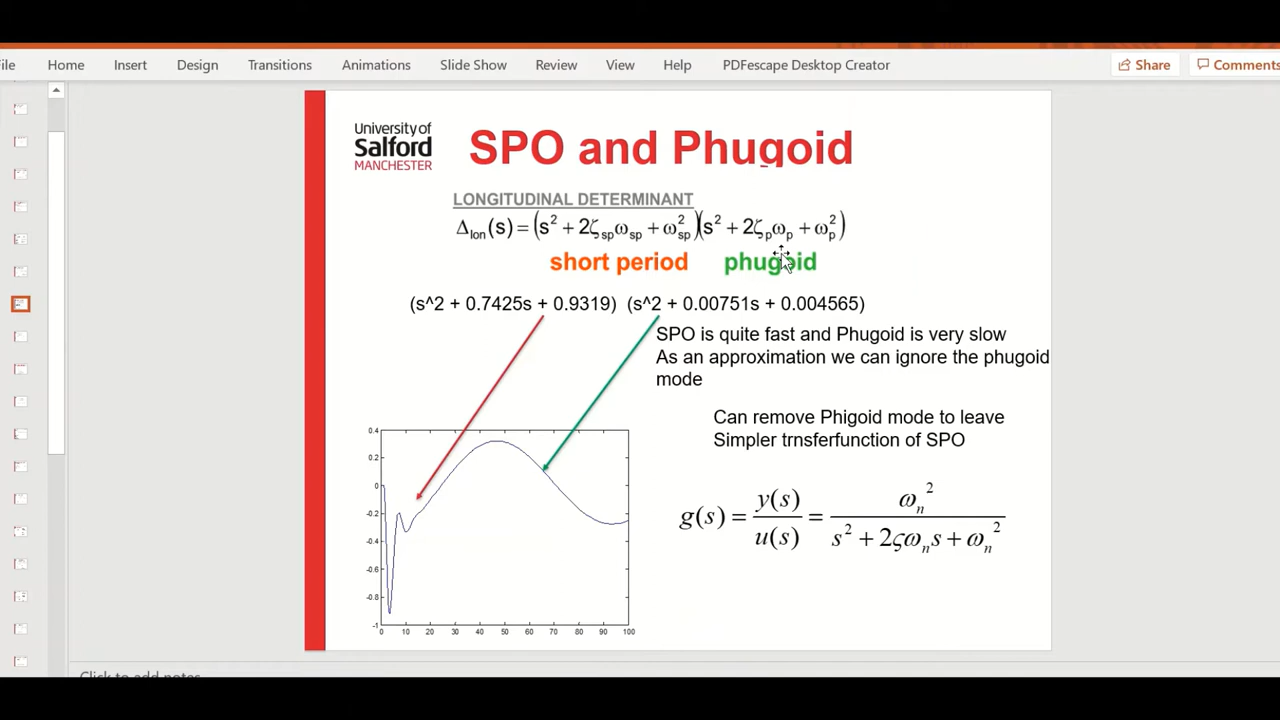 File Home Insert Design Transitions Animations Slide Show Review View Help PDFescape Desktop Creator Share Comments
University of
Salford
MANCHESTER
SPO and Phugoid
LONGITUDINAL DETERMINANT
Δlon(s) = (s² + 2ζspωsp + ωsp²)(s² + 2ζpωp + ωp²)
short period phugoid
(s^2 + 0.7425s + 0.9319) (s^2 + 0.00751s + 0.004565)
SPO is quite fast and Phugoid is very slow
As an approximation we can ignore the phugoid
mode
Can remove Phigoid mode to leave
Simpler trnsferfunction of SPO
g(s) = y(s)/u(s) = ωn²/(s² + 2ςωns + ωn²)
0.4
0.2
0
-0.2
-0.4
-0.6
-0.8
-1
0 10 20 30 40 50 60 70 80 90 100
Click to add notes